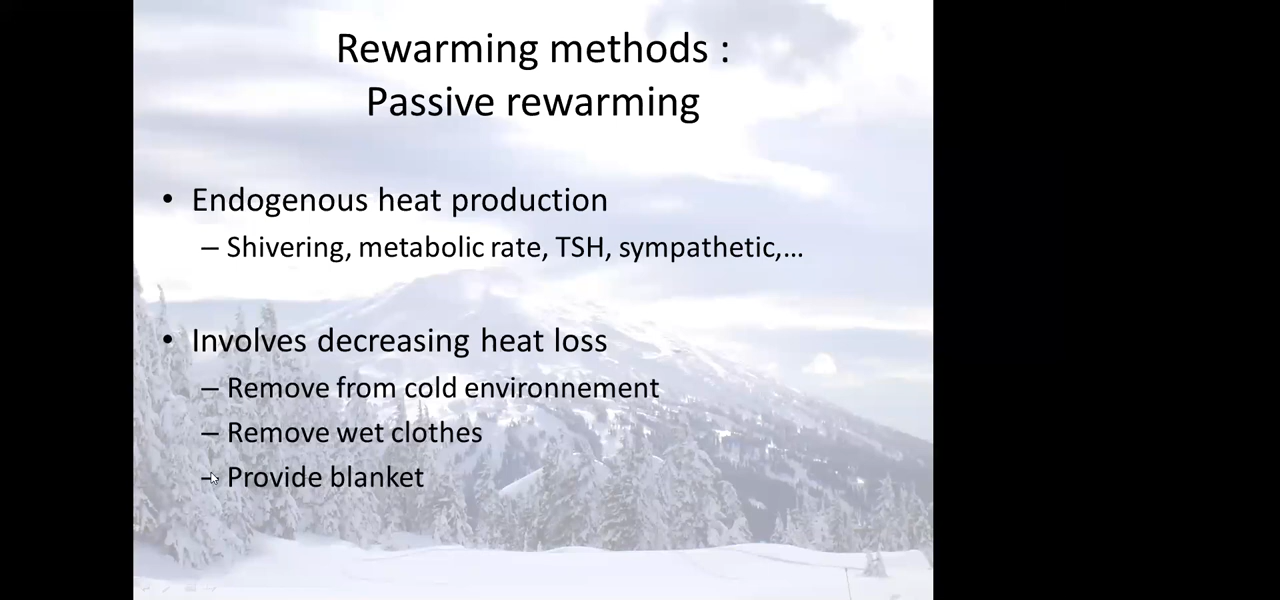 Rewarming methods :
Passive rewarming
• Endogenous heat production
– Shivering, metabolic rate, TSH, sympathetic,...
• Involves decreasing heat loss
– Remove from cold environnement
– Remove wet clothes
– Provide blanket